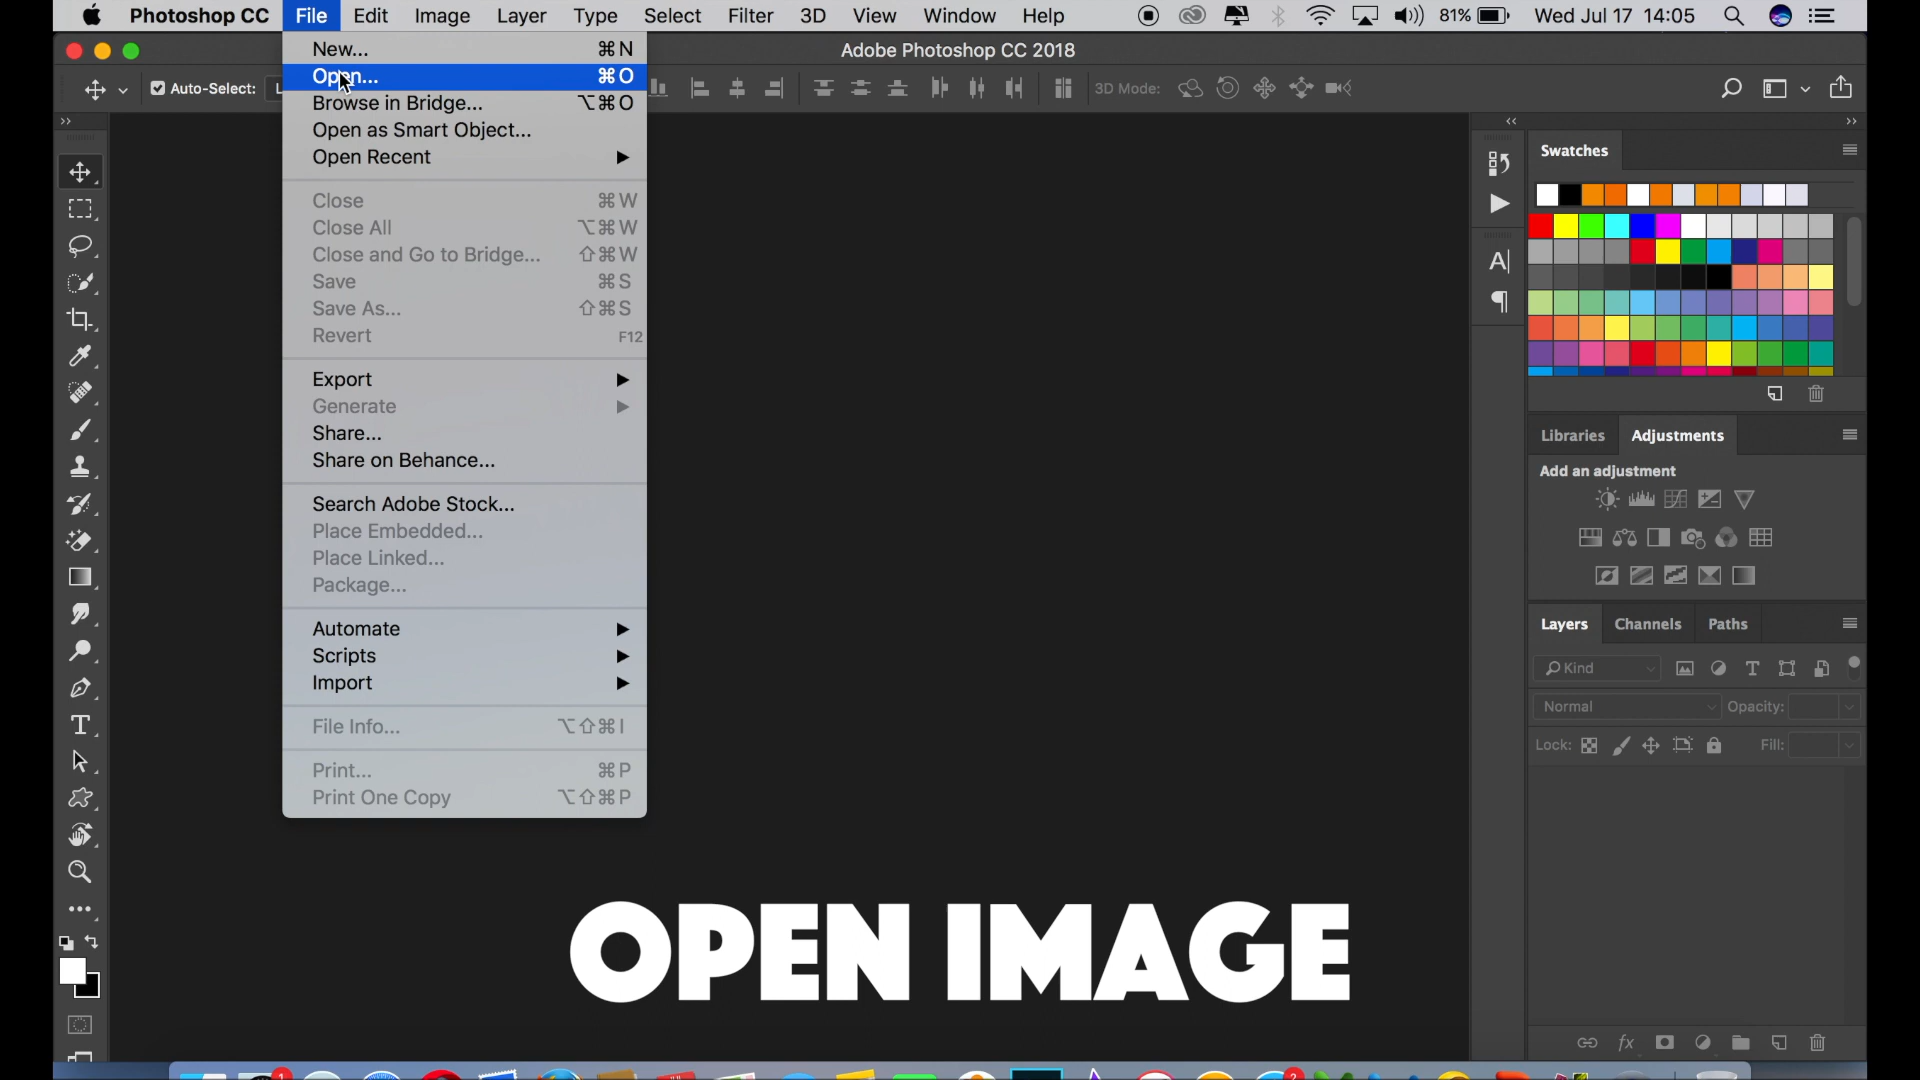 Photoshop CC File Edit Image Layer Type Select Filter 3D View Window Help 81% Wed Jul 17 14:05
Adobe Photoshop CC 2018
Auto-Select: 3D Mode:
New... ⌘N
Open... ⌘O
Browse in Bridge... ⌥⌘O
Open as Smart Object...
Open Recent ▶
Close ⌘W
Close All ⌥⌘W
Close and Go to Bridge... ⇧⌘W
Save ⌘S
Save As... ⇧⌘S
Revert F12
Export ▶
Generate ▶
Share...
Share on Behance...
Search Adobe Stock...
Place Embedded...
Place Linked...
Package...
Automate ▶
Scripts ▶
Import ▶
File Info... ⌥⇧⌘I
Print... ⌘P
Print One Copy ⌥⇧⌘P
Swatches
Libraries Adjustments
Add an adjustment
Layers Channels Paths
Kind
Normal Opacity:
Lock: Fill:
OPEN IMAGE
1
2